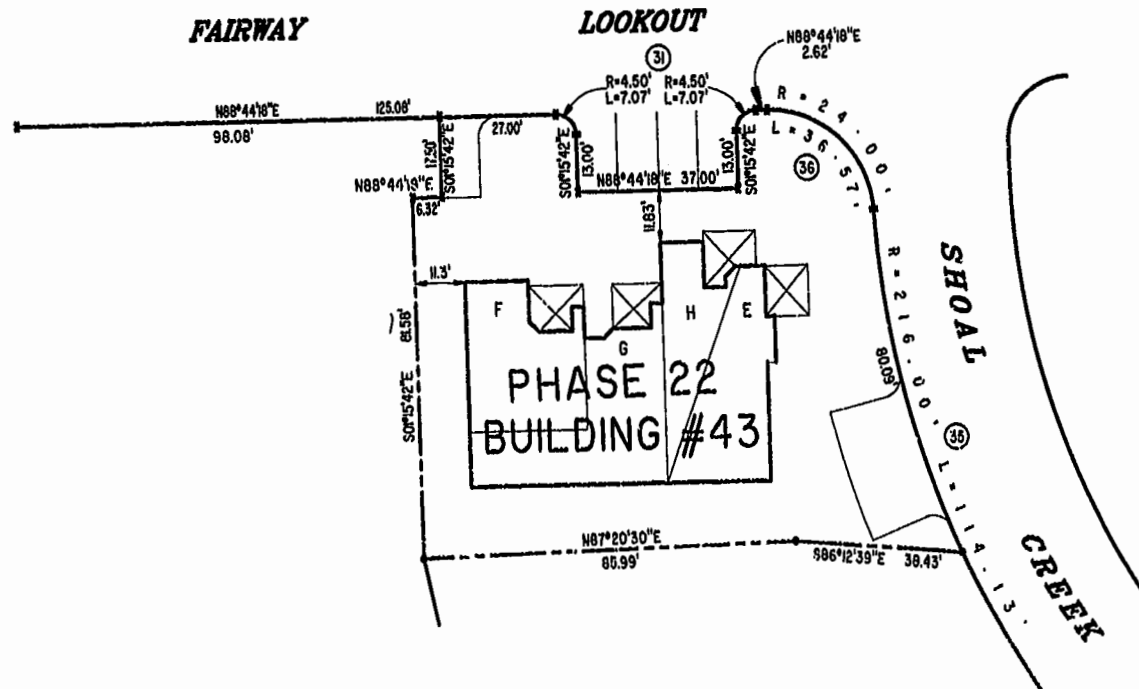 FAIRWAY
LOOKOUT
N88°44'18"E
2.62'
31
R=4.50' R=4.50'
L=7.07' L=7.07'
N88°44'18"E 125.08'
98.08'
27.00'
17.50'
S01°15'42"E
S01°15'42"E
13.00'
13.00'
S01°15'42"E
R = 24.00'
L = 36.57'
36
N88°44'18"E
6.32'
N88°44'18"E 37.00'
11.83'
11.3'
F
G
H
E
S01°15'42"E 81.58'
PHASE 22
BUILDING #43
SHOAL
CREEK
R = 216.00' L = 114.13'
80.09'
35
N87°20'30"E
85.99'
S86°12'39"E 38.43'